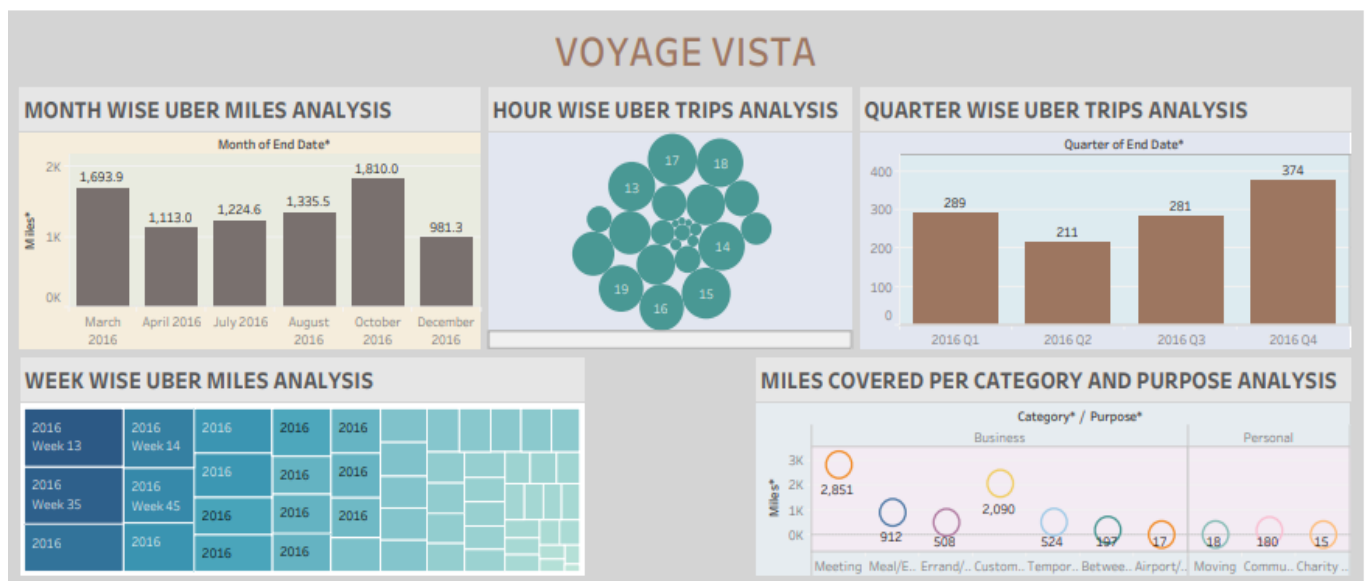 VOYAGE VISTA
MONTH WISE UBER MILES ANALYSIS
Month of End Date*
Miles*
2K
1K
0K
1,693.9
1,113.0
1,224.6
1,335.5
1,810.0
981.3
March 2016
April 2016
July 2016
August 2016
October 2016
December 2016
HOUR WISE UBER TRIPS ANALYSIS
17
18
13
14
19
15
16
QUARTER WISE UBER TRIPS ANALYSIS
Quarter of End Date*
400
300
200
100
0
289
211
281
374
2016 Q1
2016 Q2
2016 Q3
2016 Q4
WEEK WISE UBER MILES ANALYSIS
2016
Week 13
2016
Week 35
2016
2016
Week 14
2016
Week 45
2016
2016
2016
2016
2016
2016
2016
2016
2016
2016
2016
2016
MILES COVERED PER CATEGORY AND PURPOSE ANALYSIS
Category* / Purpose*
Business
Personal
Miles*
3K
2K
1K
0K
2,851
912
508
2,090
524
197
17
18
180
15
Meeting
Meal/E..
Errand/..
Custom..
Tempor..
Betwee..
Airport/..
Moving
Commu..
Charity ..